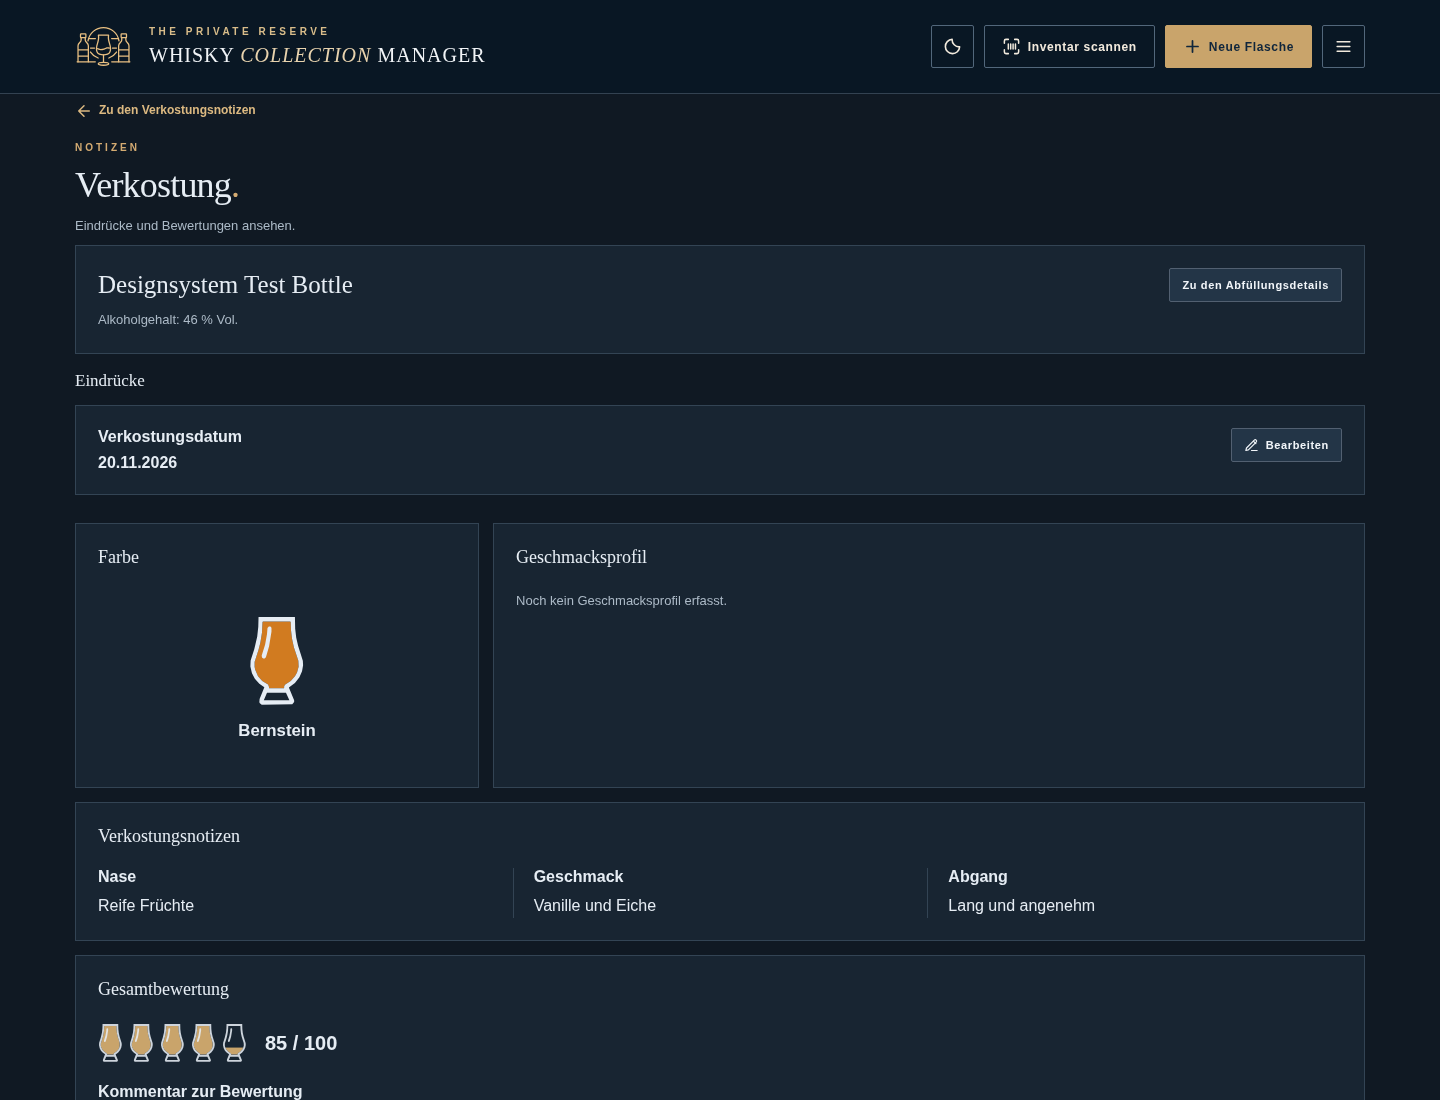 THE PRIVATE RESERVE
WHISKY COLLECTION MANAGER
Inventar scannen
Neue Flasche
Zu den Verkostungsnotizen
NOTIZEN
Verkostung.
Eindrücke und Bewertungen ansehen.
Designsystem Test Bottle
Zu den Abfüllungsdetails
Alkoholgehalt: 46 % Vol.
Eindrücke
Verkostungsdatum
20.11.2026
Bearbeiten
Farbe
Bernstein
Geschmacksprofil
Noch kein Geschmacksprofil erfasst.
Verkostungsnotizen
Nase
Reife Früchte
Geschmack
Vanille und Eiche
Abgang
Lang und angenehm
Gesamtbewertung
85 / 100
Kommentar zur Bewertung